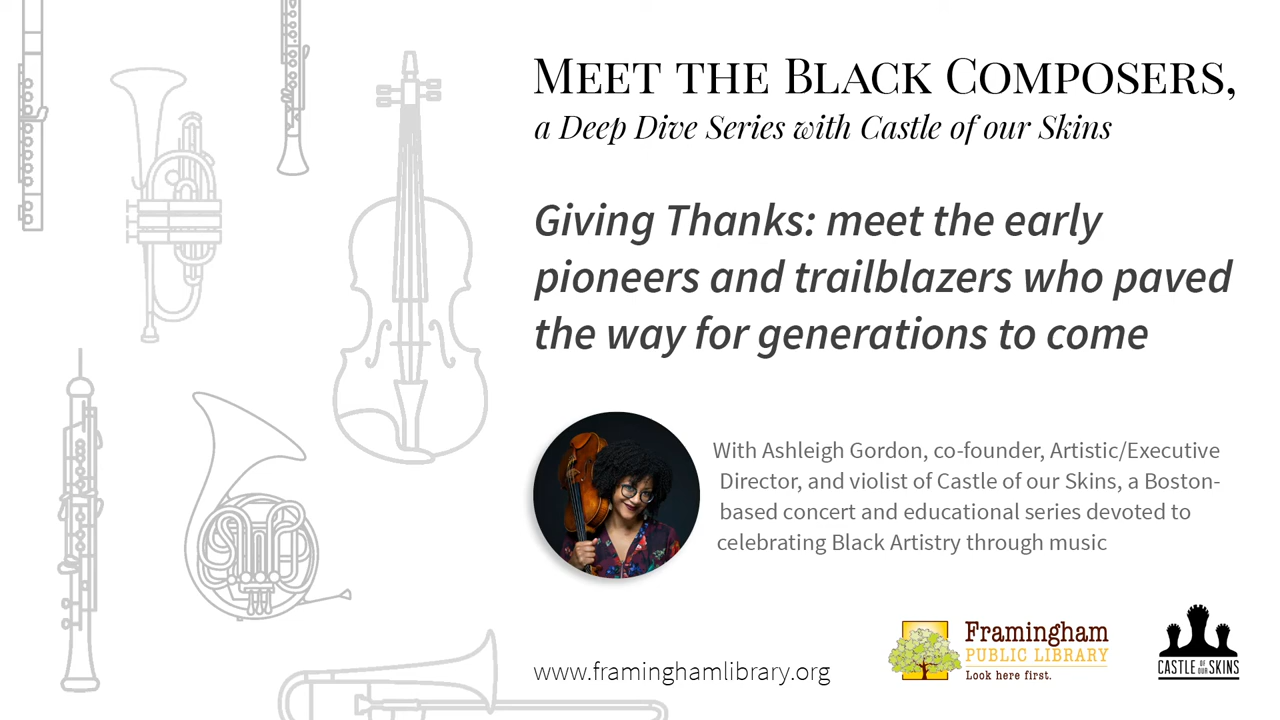 Meet the Black Composers,
a Deep Dive Series with Castle of our Skins
Giving Thanks: meet the early
pioneers and trailblazers who paved
the way for generations to come
With Ashleigh Gordon, co-founder, Artistic/Executive
Director, and violist of Castle of our Skins, a Boston-
based concert and educational series devoted to
celebrating Black Artistry through music
www.framinghamlibrary.org
Framingham
PUBLIC LIBRARY
Look here first.
CASTLE OF OUR SKINS